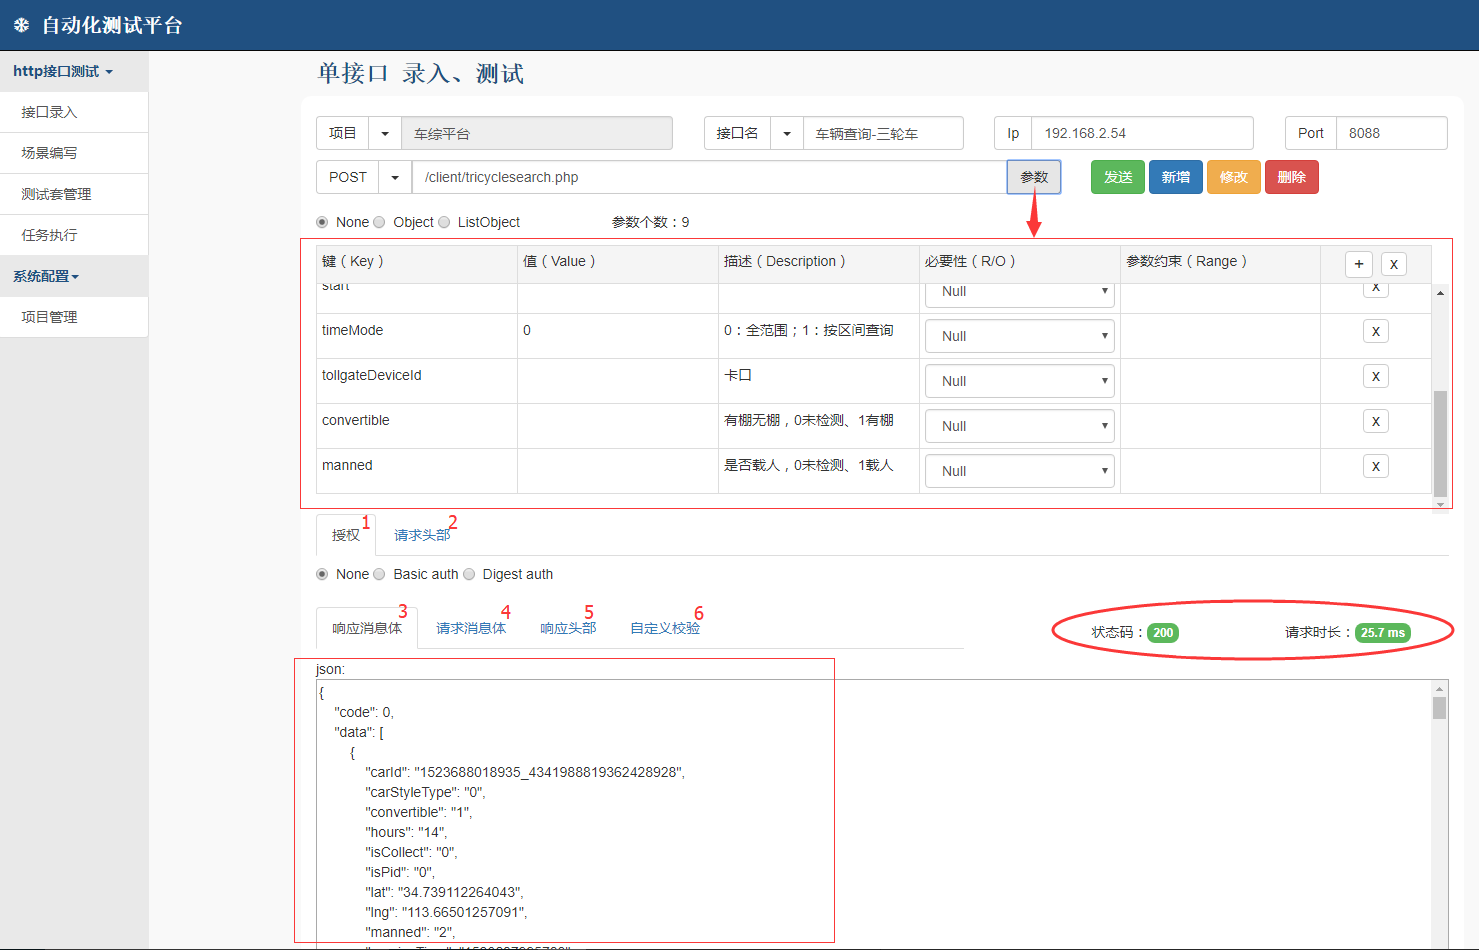 自动化测试平台
http接口测试
接口录入
场景编写
测试套管理
任务执行
系统配置
项目管理
单接口 录入、测试
项目 车综平台 接口名 车辆查询-三轮车 Ip 192.168.2.54 Port 8088
POST /client/tricyclesearch.php 参数 发送 新增 修改 删除
None Object ListObject 参数个数：9
键（Key） 值（Value） 描述（Description） 必要性（R/O） 参数约束（Range） + X
start Null X
timeMode 0 0：全范围；1：按区间查询 Null X
tollgateDeviceId 卡口 Null X
convertible 有棚无棚，0未检测、1有棚 Null X
manned 是否载人，0未检测、1载人 Null X
授权 1 请求头部 2
None Basic auth Digest auth
响应消息体 3 请求消息体 4 响应头部 5 自定义校验 6 状态码：200 请求时长：25.7 ms
json:
{
"code": 0,
"data": [
{
"carId": "1523688018935_4341988819362428928",
"carStyleType": "0",
"convertible": "1",
"hours": "14",
"isCollect": "0",
"isPid": "0",
"lat": "34.739112264043",
"lng": "113.66501257091",
"manned": "2",